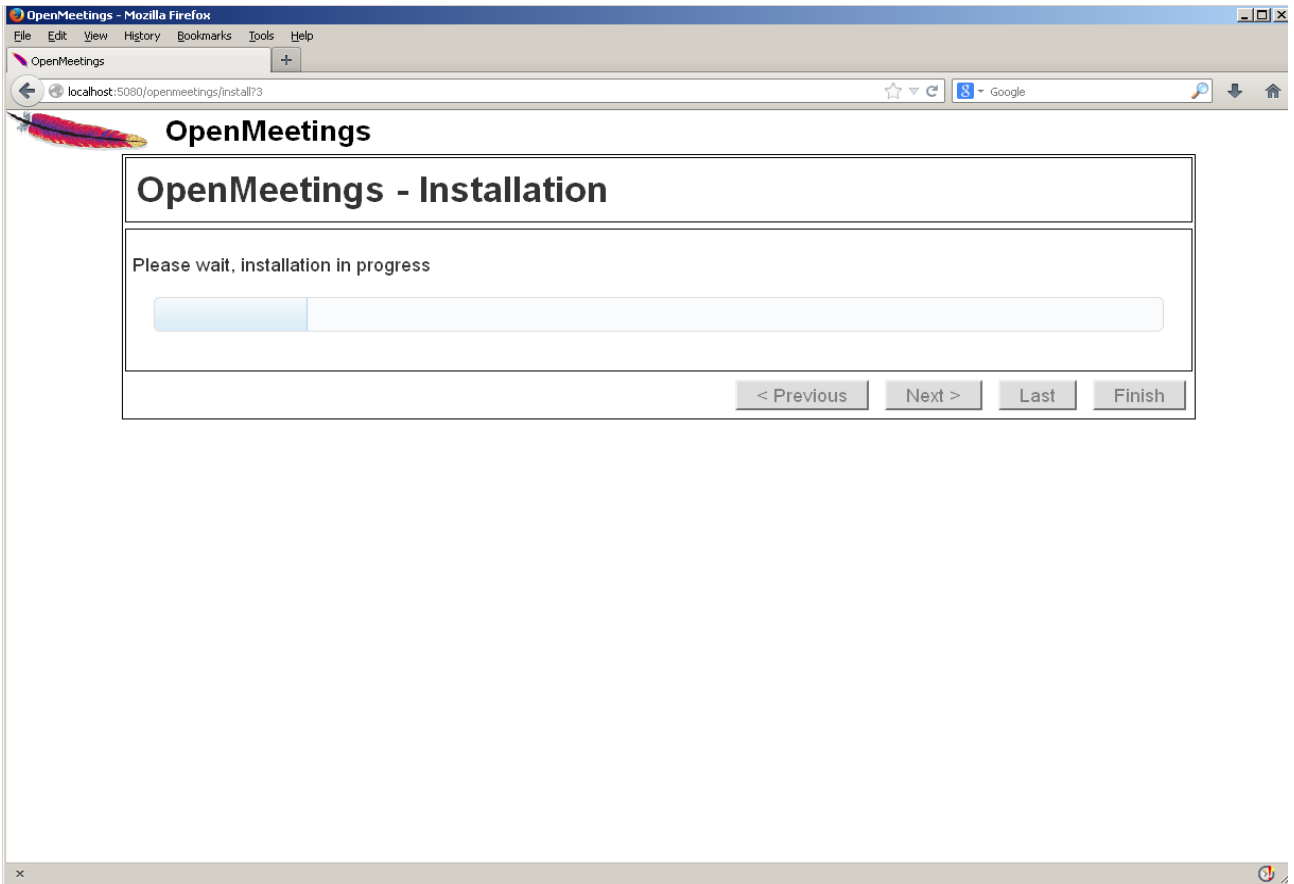 OpenMeetings - Mozilla Firefox
File Edit View History Bookmarks Tools Help
OpenMeetings +
localhost:5080/openmeetings/install?3 8 Google
OpenMeetings
OpenMeetings - Installation
Please wait, installation in progress
< Previous Next > Last Finish